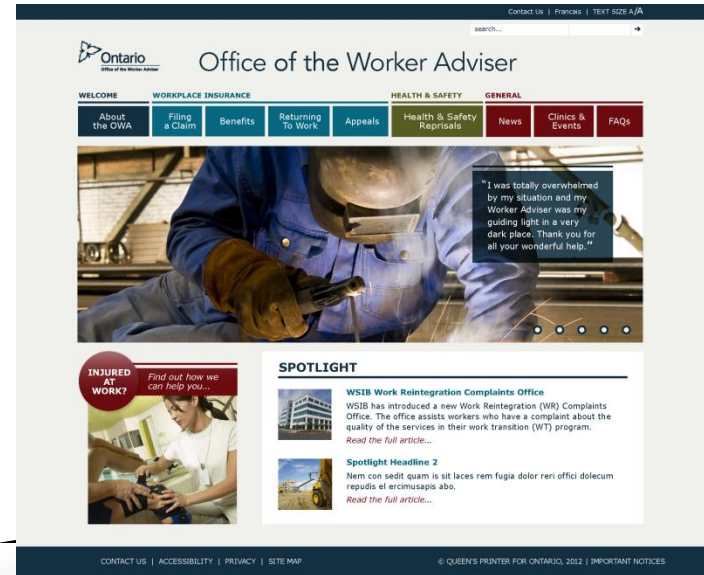 Contact Us | Francais | TEXT SIZE A/A
search...
Ontario
Office of the Worker Adviser
Office of the Worker Adviser
WELCOME WORKPLACE INSURANCE HEALTH & SAFETY GENERAL
About the OWA
Filing a Claim
Benefits
Returning To Work
Appeals
Health & Safety Reprisals
News
Clinics & Events
FAQs
"I was totally overwhelmed
by my situation and my
Worker Adviser was my
guiding light in a very
dark place. Thank you for
all your wonderful help."
INJURED
AT
WORK?
Find out how we
can help you...
SPOTLIGHT
WSIB Work Reintegration Complaints Office
WSIB has introduced a new Work Reintegration (WR) Complaints
Office. The office assists workers who have a complaint about the
quality of the services in their work transition (WT) program.
Read the full article...
Spotlight Headline 2
Nem con sedit quam is sit laces rem fugia dolor reri offici dolecum
repudis el ercimusapis abo.
Read the full article...
CONTACT US | ACCESSIBILITY | PRIVACY | SITE MAP
© QUEEN'S PRINTER FOR ONTARIO, 2012 | IMPORTANT NOTICES